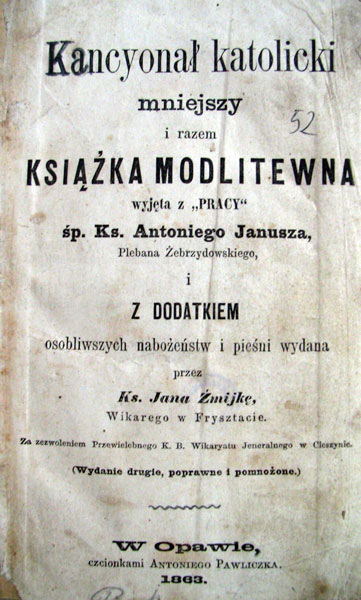 Kancyonał katolicki
mniejszy
i razem
52
KSIĄŻKA MODLITEWNA
wyjęta z „PRACY“
śp. Ks. Antoniego Janusza,
Plebana Żebrzydowskiego,
i
Z DODATKIEM
osobliwszych nabożeństw i pieśni wydana
przez
Ks. Jana Żmijkę,
Wikarego w Frysztacie.
Za zezwoleniem Przewielebnego K. B. Wikaryatu Jeneralnego w Cieszynie.
(Wydanie drugie, poprawne i pomnożone.)
W Opawie,
czcionkami ANTONIEGO PAWLICZKA.
1863.